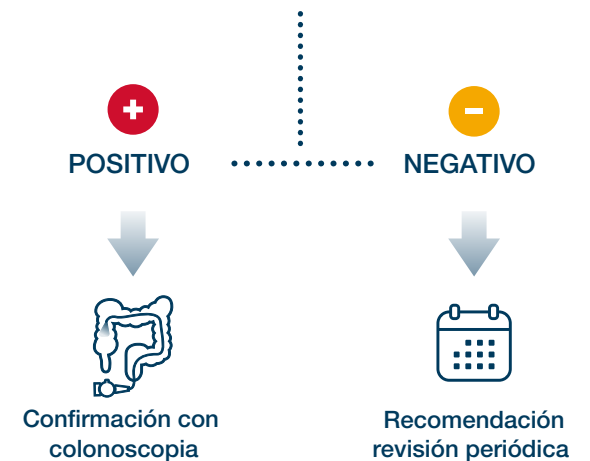 POSITIVO
NEGATIVO
Confirmación con
colonoscopia
Recomendación
revisión periódica